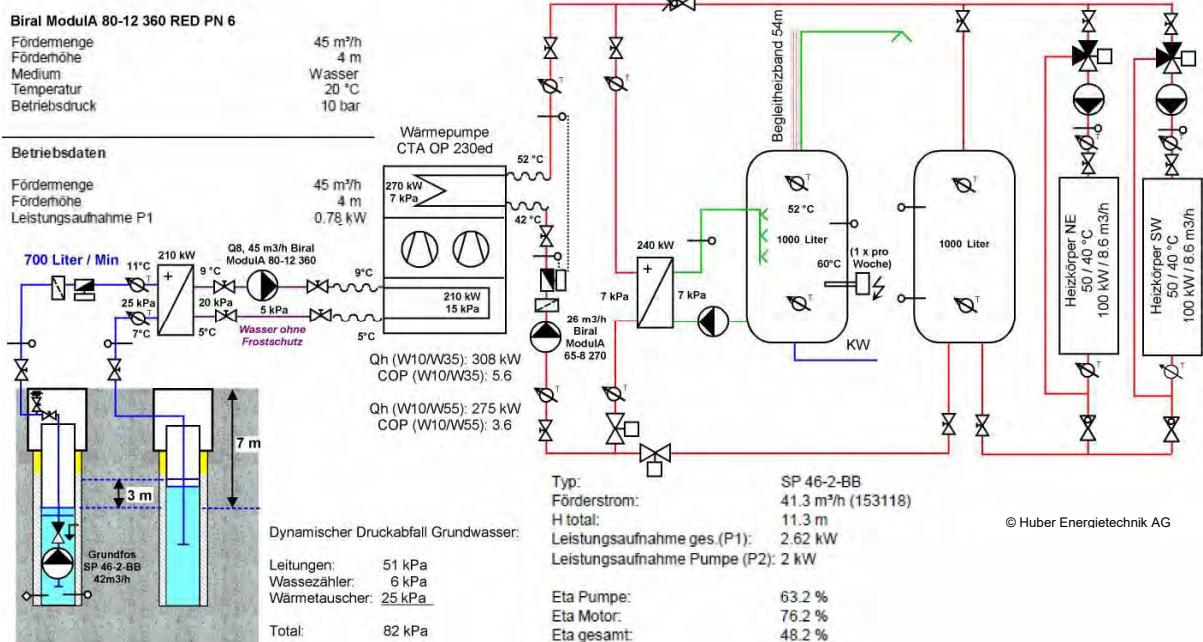 Biral ModulA 80-12 360 RED PN 6
Fördermenge 45 m³/h
Förderhöhe 4 m
Medium Wasser
Temperatur 20 °C
Betriebsdruck 10 bar
Betriebsdaten
Fördermenge 45 m³/h
Förderhöhe 4 m
Leistungsaufnahme P1 0.78 kW
Wärmepumpe
CTA OP 230ed
270 kW
7 kPa
52 °C
42 °C
210 kW
15 kPa
9°C
5°C
700 Liter / Min
11°C
25 kPa
7°C
210 kW
+
9 °C
20 kPa
5°C
Q8, 45 m3/h Biral
ModulA 80-12 360
5 kPa
Wasser ohne
Frostschutz
Qh (W10/W35): 308 kW
COP (W10/W35): 5.6
Qh (W10/W55): 275 kW
COP (W10/W55): 3.6
26 m3/h
Biral
ModulA
65-8 270
240 kW
+
7 kPa
7 kPa
Begleitheizband 54m
T
52 °C
1000 Liter
60°C
(1 x pro
Woche)
T
KW
T
1000 Liter
T
Heizkörper NE
50 / 40 °C
100 kW / 8.6 m3/h
Heizkörper SW
50 / 40 °C
100 kW / 8.6 m3/h
7 m
3 m
Grundfos
SP 46-2-BB
42m3/h
Dynamischer Druckabfall Grundwasser:
Leitungen: 51 kPa
Wassezähler: 6 kPa
Wärmetauscher: 25 kPa
Total: 82 kPa
Typ: SP 46-2-BB
Förderstrom: 41.3 m³/h (153118)
H total: 11.3 m
Leistungsaufnahme ges.(P1): 2.62 kW
Leistungsaufnahme Pumpe (P2): 2 kW
Eta Pumpe: 63.2 %
Eta Motor: 76.2 %
Eta gesamt: 48.2 %
© Huber Energietechnik AG